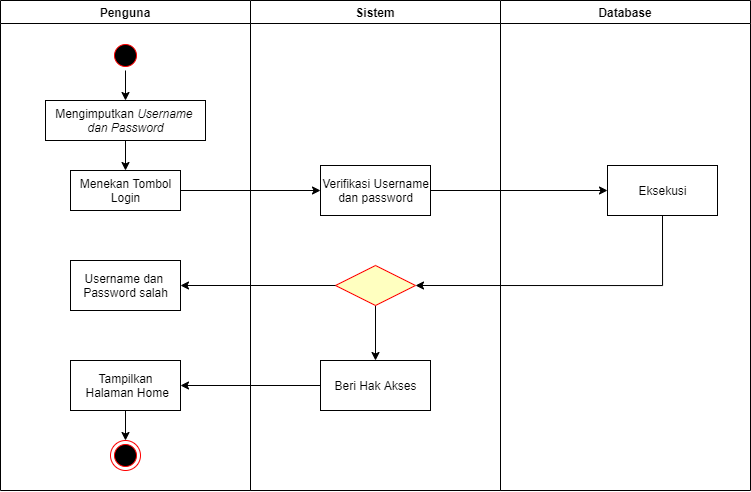 Penguna
Sistem
Database
Mengimputkan Username
dan Password
Menekan Tombol
Login
Verifikasi Username
dan password
Eksekusi
Username dan
Password salah
Tampilkan
Halaman Home
Beri Hak Akses